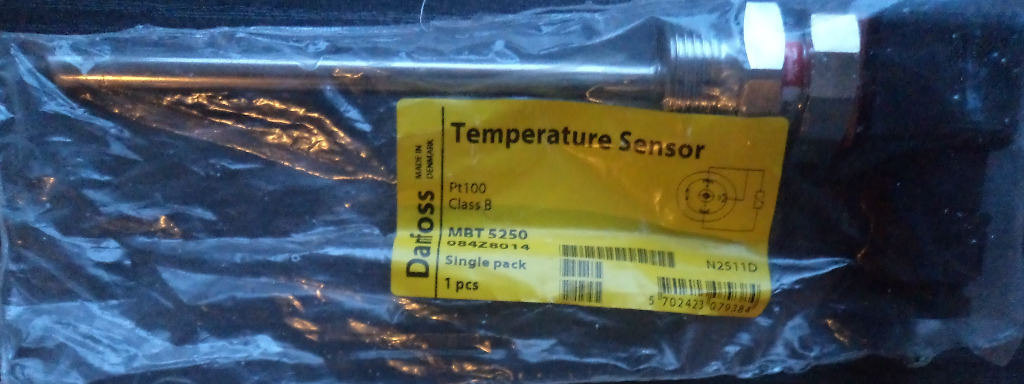 Temperature Sensor
MADE IN
DENMARK
Danfoss
Pt100
Class B
MBT 5250
084Z8014
Single pack
1 pcs
N2511D
5 702423 079384